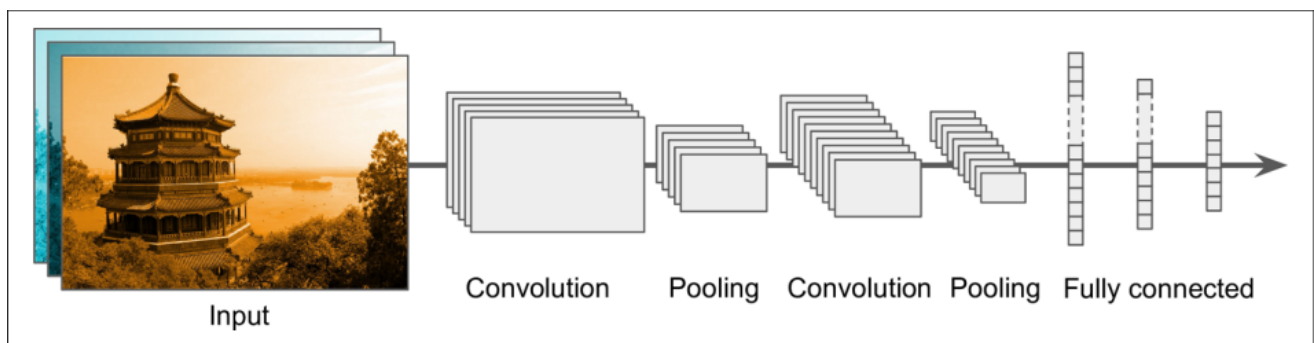 Input
Convolution
Pooling
Convolution
Pooling
Fully connected